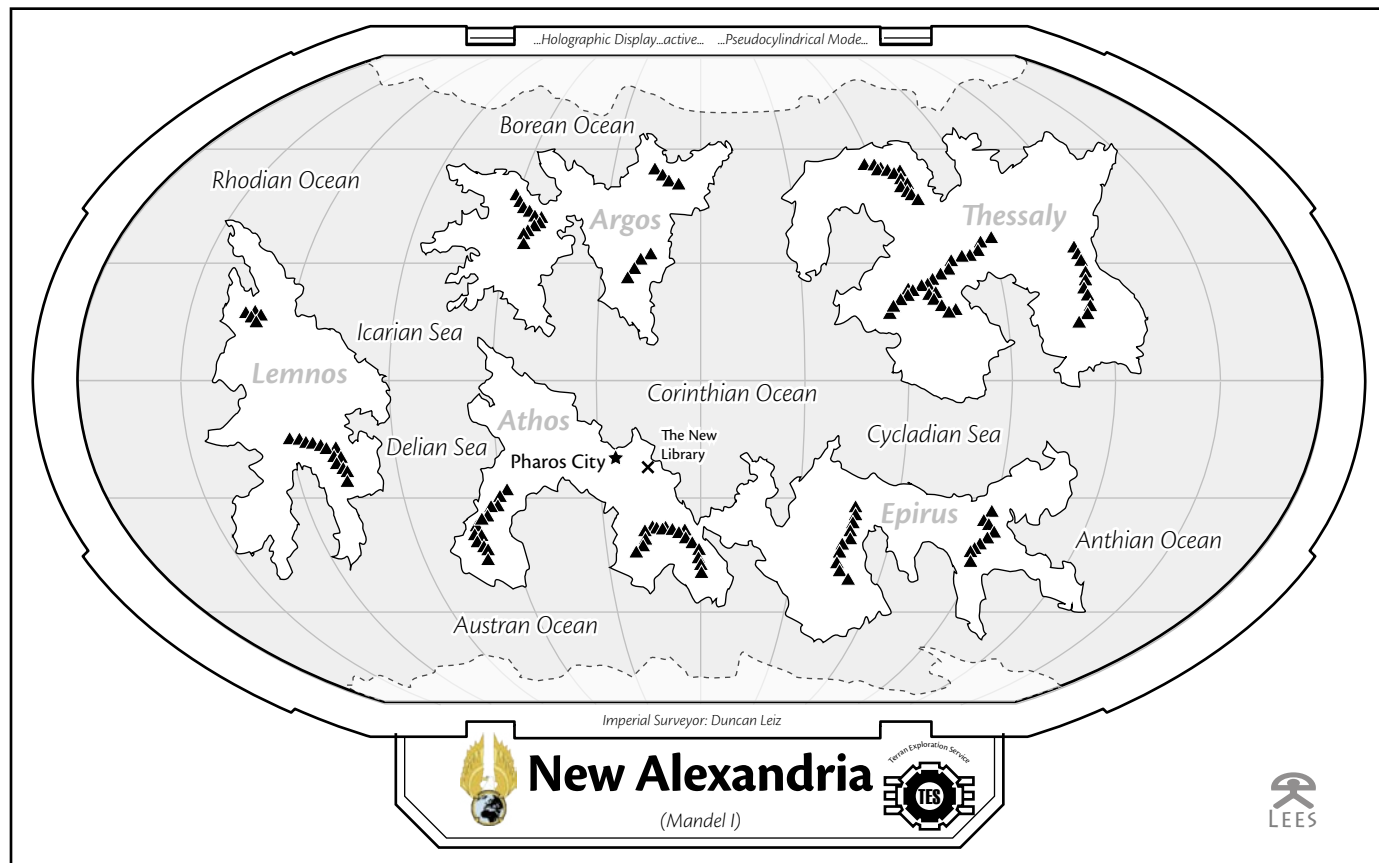 ...Holographic Display...active... ...Pseudocylindrical Mode...
Borean Ocean
Rhodian Ocean
Argos
Thessaly
Icarian Sea
Lemnos
Corinthian Ocean
Athos
Delian Sea
Cycladian Sea
The New
Library
Pharos City
Epirus
Anthian Ocean
Austran Ocean
Imperial Surveyor: Duncan Leiz
New Alexandria
(Mandel I)
Terran Exploration Service
TES
LEES